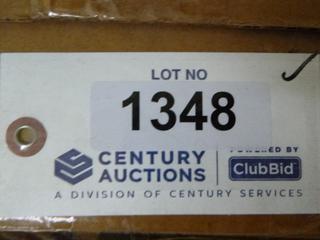 LOT NO
1348
CENTURY AUCTIONS
POWERED BY
ClubBid
A DIVISION OF CENTURY SERVICES